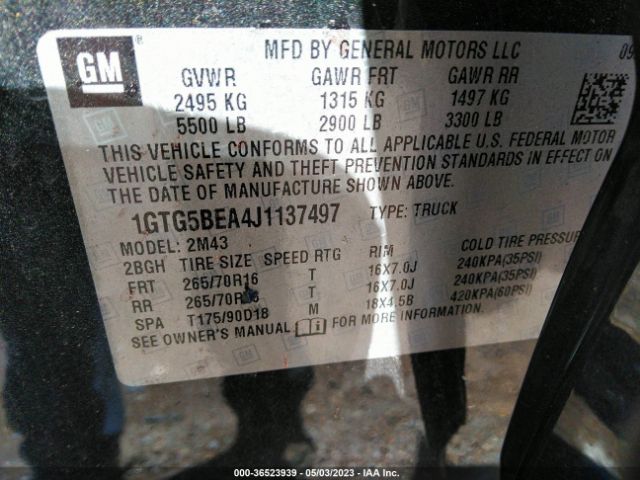 GM
®
MFD BY GENERAL MOTORS LLC 09
GVWR GAWR FRT GAWR RR
2495 KG 1315 KG 1497 KG
5500 LB 2900 LB 3300 LB
THIS VEHICLE CONFORMS TO ALL APPLICABLE U.S. FEDERAL MOTOR
VEHICLE SAFETY AND THEFT PREVENTION STANDARDS IN EFFECT ON
THE DATE OF MANUFACTURE SHOWN ABOVE.
1GTG5BEA4J1137497 TYPE: TRUCK
MODEL: 2M43
2BGH TIRE SIZE SPEED RTG RIM COLD TIRE PRESSUR
FRT 265/70R16 T 16X7.0J 240KPA(35PSI)
RR 265/70R16 T 16X7.0J 240KPA(35PSI)
SPA T175/90D18 M 18X4.5B 420KPA(60PSI)
SEE OWNER'S MANUAL FOR MORE INFORMATION.
000-36523939 - 05/03/2023 - IAA Inc.